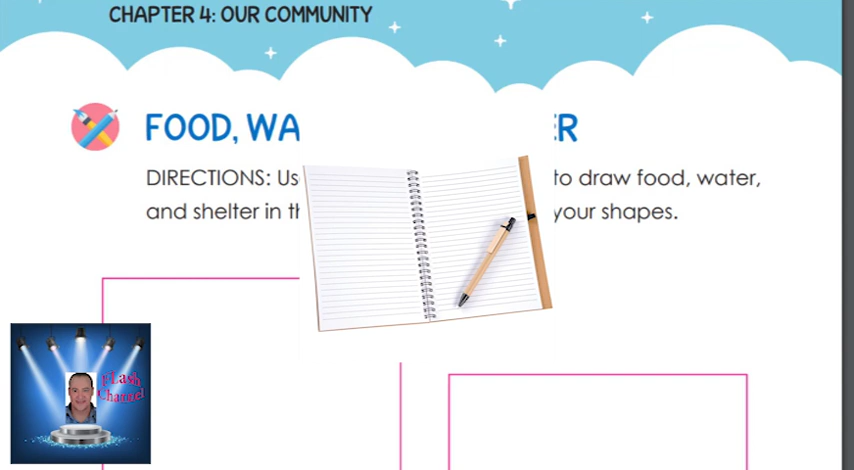 CHAPTER 4: OUR COMMUNITY
FOOD, WA ER
DIRECTIONS: Us to draw food, water,
and shelter in th your shapes.
fLash
Channel